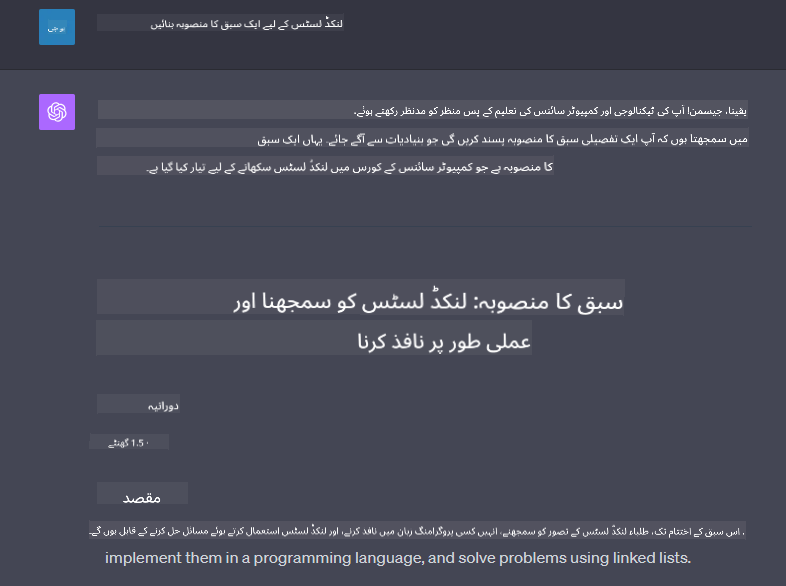 لنکڈ لسٹس کے لیے ایک سبق کا منصوبہ بنائیں
یقینا، جیسمن! آپ کی ٹیکنالوجی اور کمپیوٹر سائنس کی تعلیم کے پس منظر کو مدنظر رکھتے ہوئے،
میں سمجھتا ہوں کہ آپ ایک تفصیلی سبق کا منصوبہ پسند کریں گی جو بنیادیات سے آگے جائے۔ یہاں ایک سبق
کا منصوبہ ہے جو کمپیوٹر سائنس کے کورس میں لنکڈ لسٹس سکھانے کے لیے تیار کیا گیا ہے۔
سبق کا منصوبہ: لنکڈ لسٹس کو سمجھنا اور
عملی طور پر نافذ کرنا
دورانیہ
· 1.5 گھنٹے
مقصد
. اس سبق کے اختتام تک، طلباء لنکڈ لسٹس کے تصور کو سمجھنے، انہیں کسی پروگرامنگ زبان میں نافذ کرنے، اور لنکڈ لسٹس استعمال کرتے ہوئے مسائل حل کرنے کے قابل ہوں گے۔
implement them in a programming language, and solve problems using linked lists.